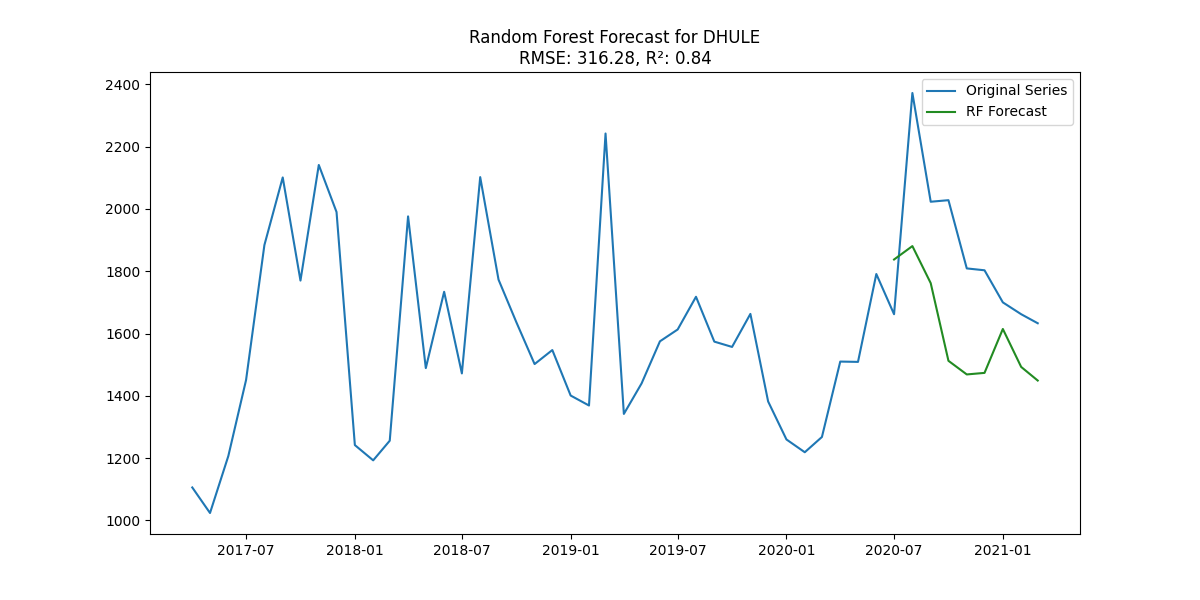 Random Forest Forecast for DHULE
RMSE: 316.28, R²: 0.84
Original Series
RF Forecast
2400
2200
2000
1800
1600
1400
1200
1000
2017-07 2018-01 2018-07 2019-01 2019-07 2020-01 2020-07 2021-01